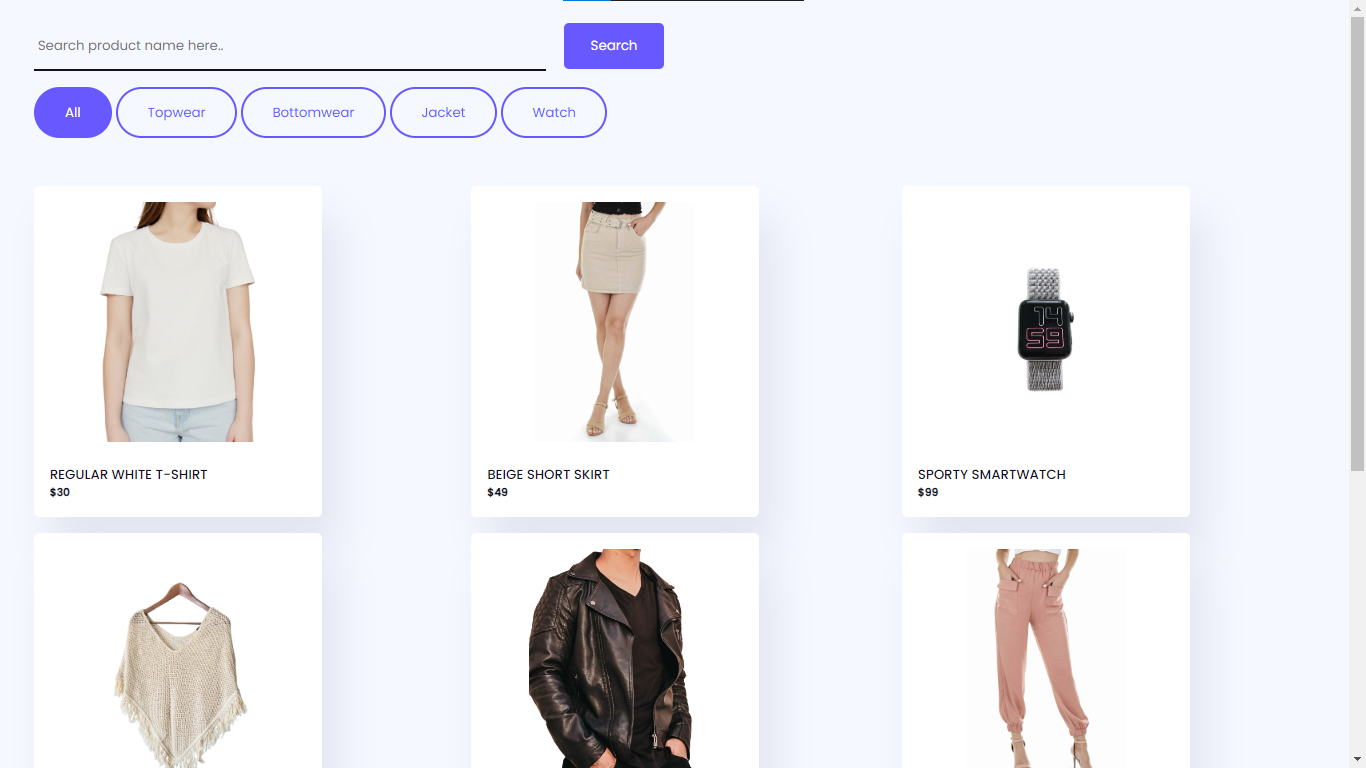 Search product name here..
Search
All
Topwear
Bottomwear
Jacket
Watch
14
59
REGULAR WHITE T-SHIRT
$30
BEIGE SHORT SKIRT
$49
SPORTY SMARTWATCH
$99